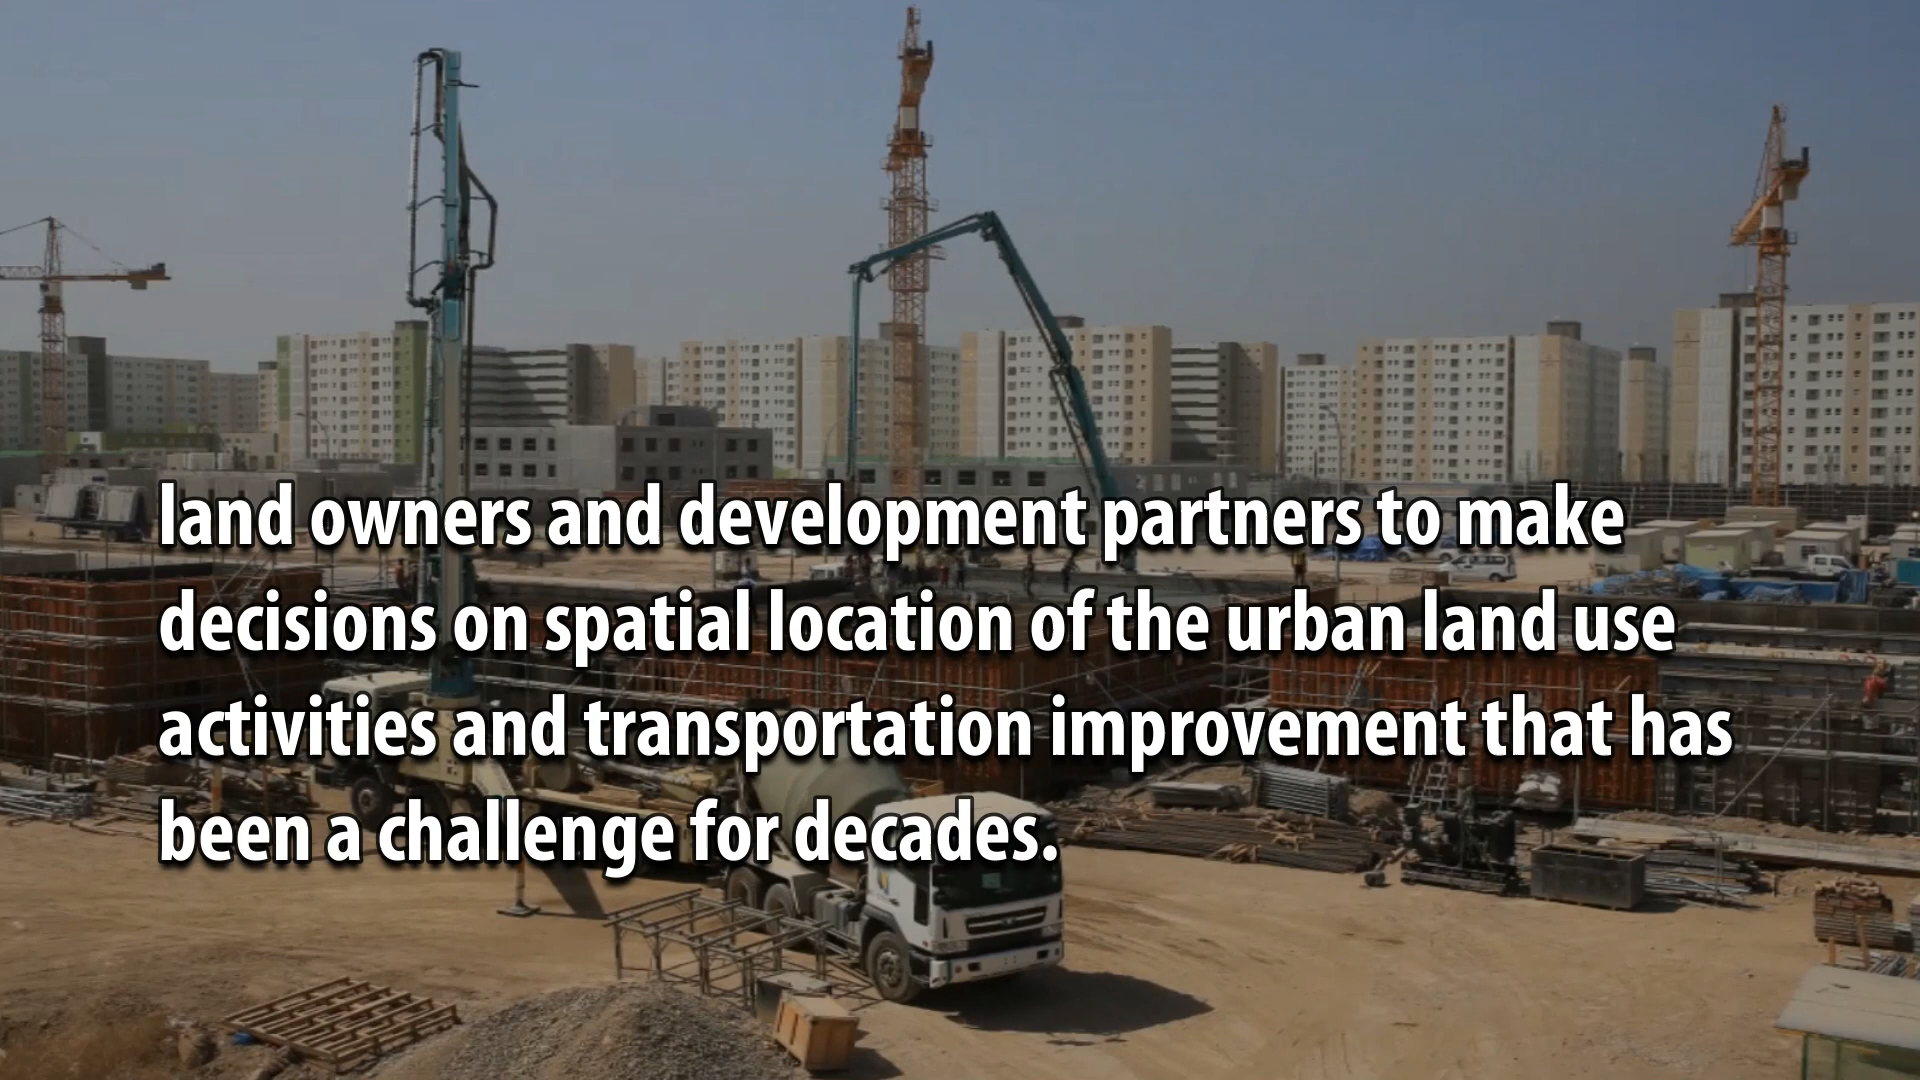 land owners and development partners to make
decisions on spatial location of the urban land use
activities and transportation improvement that has
been a challenge for decades.